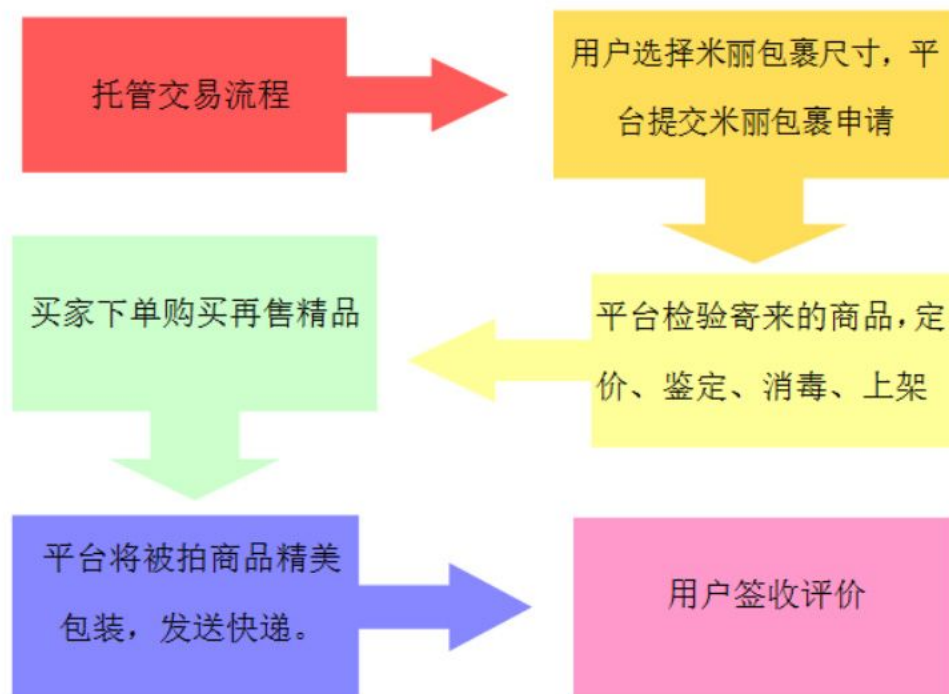 托管交易流程
用户选择米丽包裹尺寸，平
台提交米丽包裹申请
平台检验寄来的商品，定
价、鉴定、消毒、上架
买家下单购买再售精品
平台将被拍商品精美
包装，发送快递。
用户签收评价